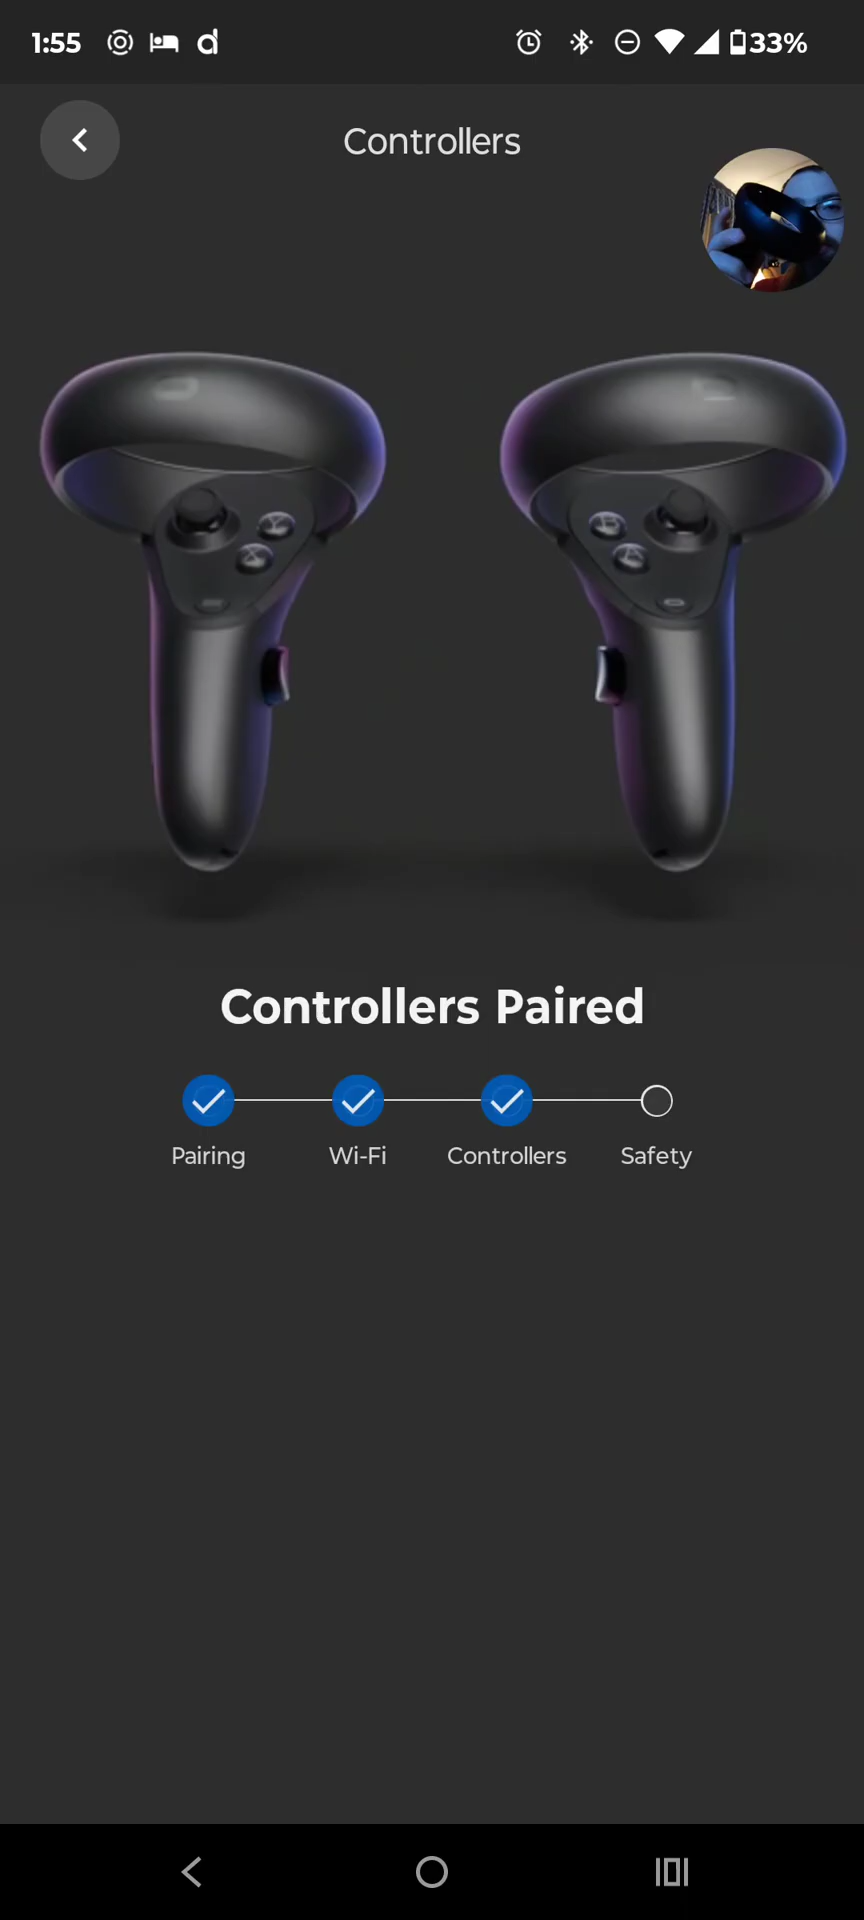 1:55
33%
Controllers
Y
X
B
A
Controllers Paired
Pairing
Wi-Fi
Controllers
Safety